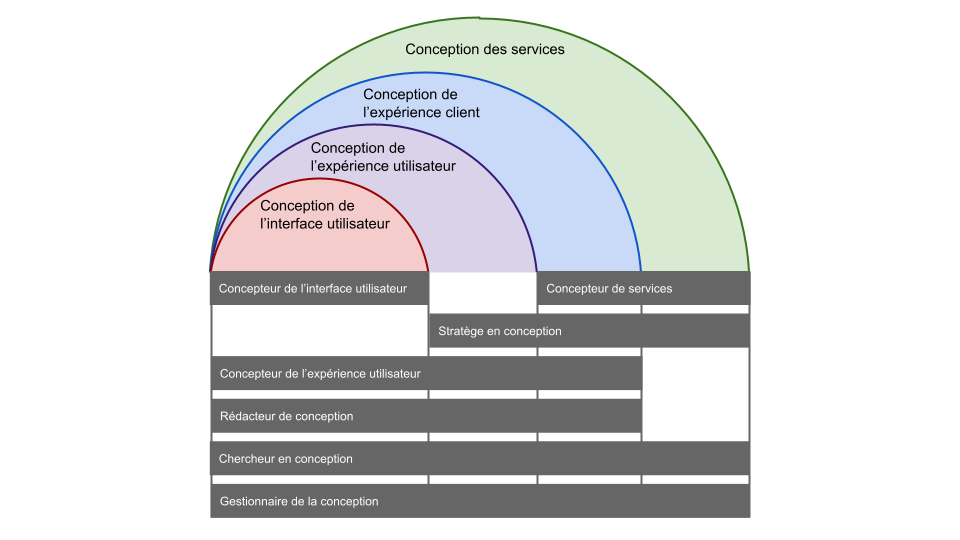 Conception des services
Conception de
l’expérience client
Conception de
l’expérience utilisateur
Conception de
l’interface utilisateur
Concepteur de l’interface utilisateur
Concepteur de services
Stratège en conception
Concepteur de l’expérience utilisateur
Rédacteur de conception
Chercheur en conception
Gestionnaire de la conception